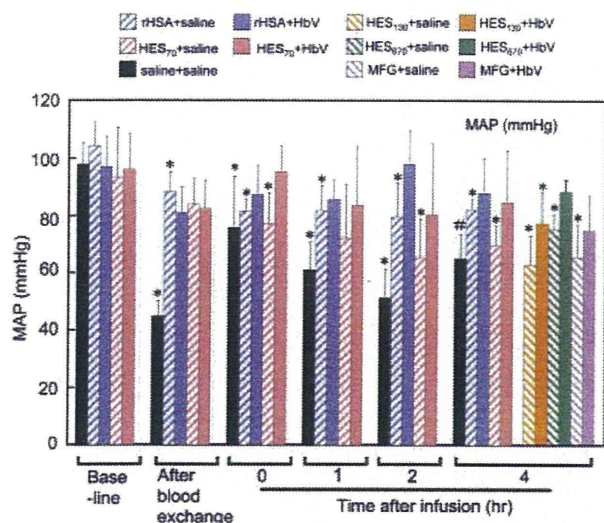 rHSA+saline rHSA+HbV HES130+saline HES130+HbV
HES70+saline HES70+HbV HES670+saline HES670+HbV
saline+saline MFG+saline MFG+HbV
120
100
80
60
40
20
0
MAP (mmHg)
MAP (mmHg)
*
*
*
*
*
*
*
*
*
*
#
*
*
*
*
*
*
Base
-line
After
blood
exchange
0
1
2
4
Time after infusion (hr)